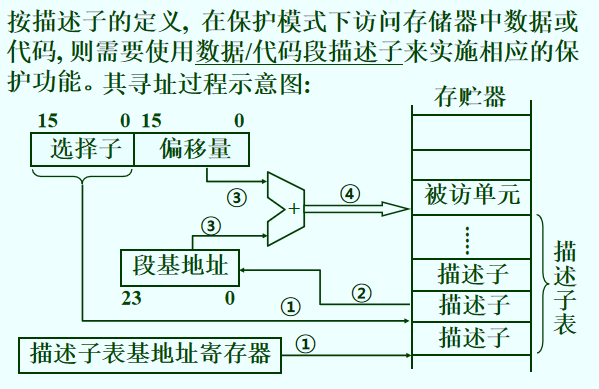 按描述子的定义, 在保护模式下访问存储器中数据或
代码, 则需要使用数据/代码段描述子来实施相应的保
护功能。其寻址过程示意图:
存贮器
15 0 15 0
选择子 偏移量
③
④
被访单元
+
③
段基地址
23 0
②
①
描述子
描述子
描述子
描述子表
描述子表基地址寄存器
①